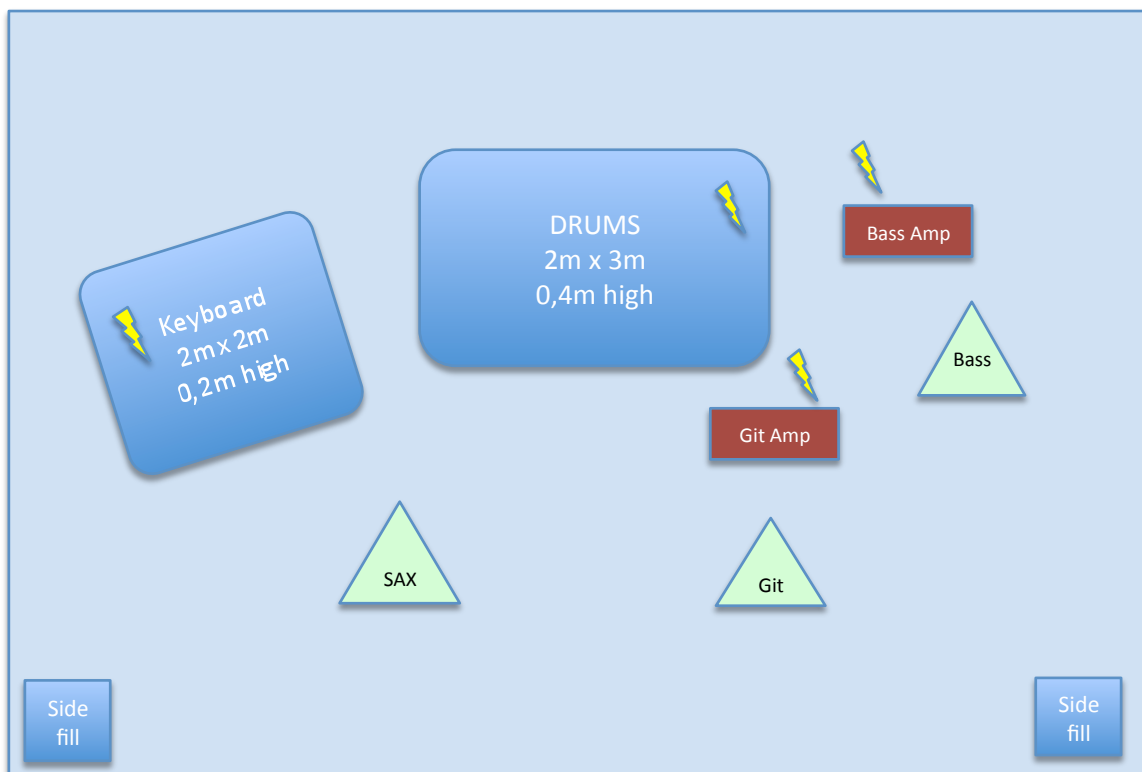 DRUMS
2m x 3m
0,4m high
Bass Amp
Keyboard
2m x 2m
0,2m high
Bass
Git Amp
SAX
Git
Side
fill
Side
fill